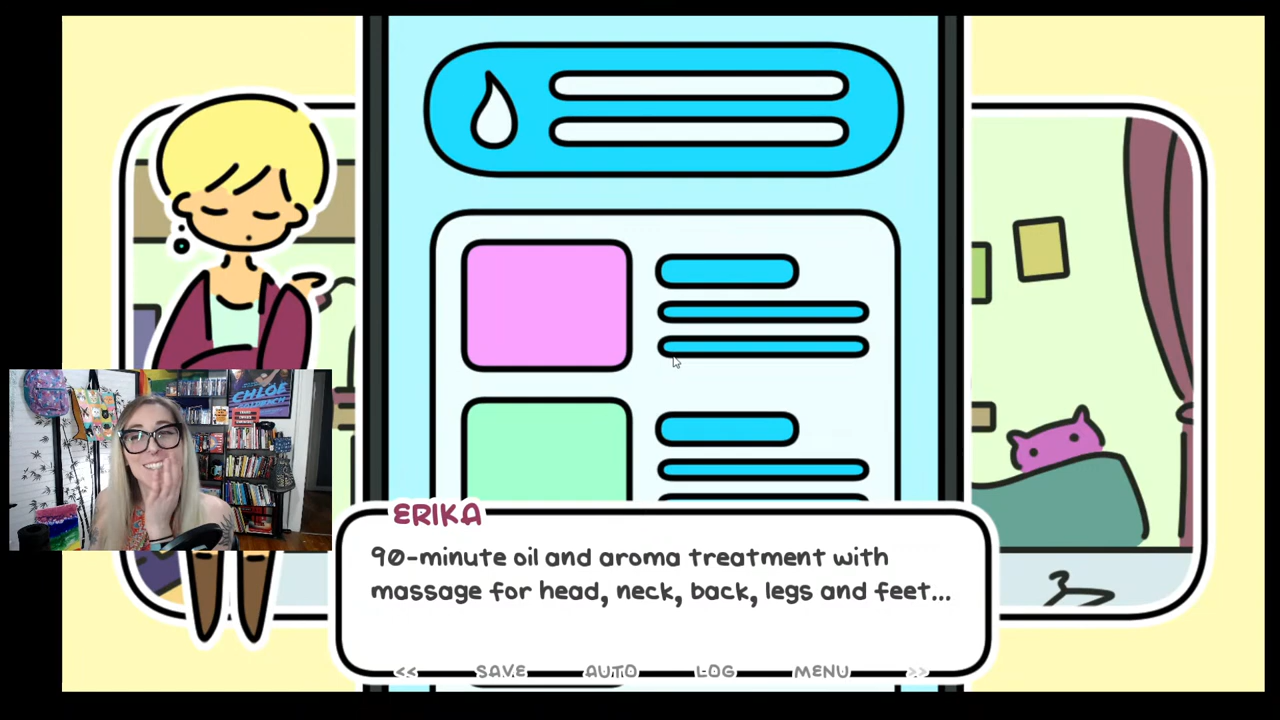 CHLOE
ERIKA
90-minute oil and aroma treatment with
massage for head, neck, back, legs and feet...
<< SAVE AUTO LOG MENU >>